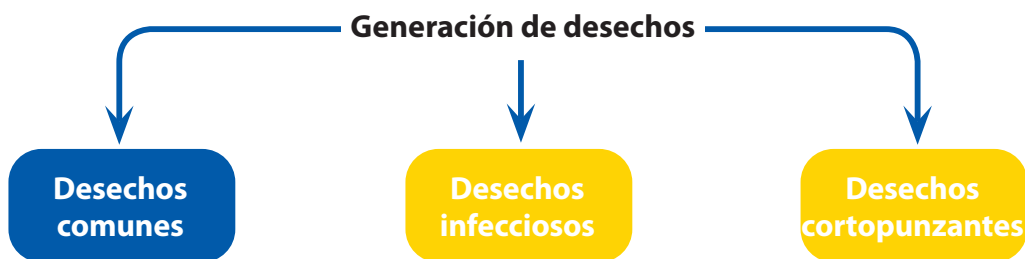 Generación de desechos
Desechos
comunes
Desechos
infecciosos
Desechos
cortopunzantes